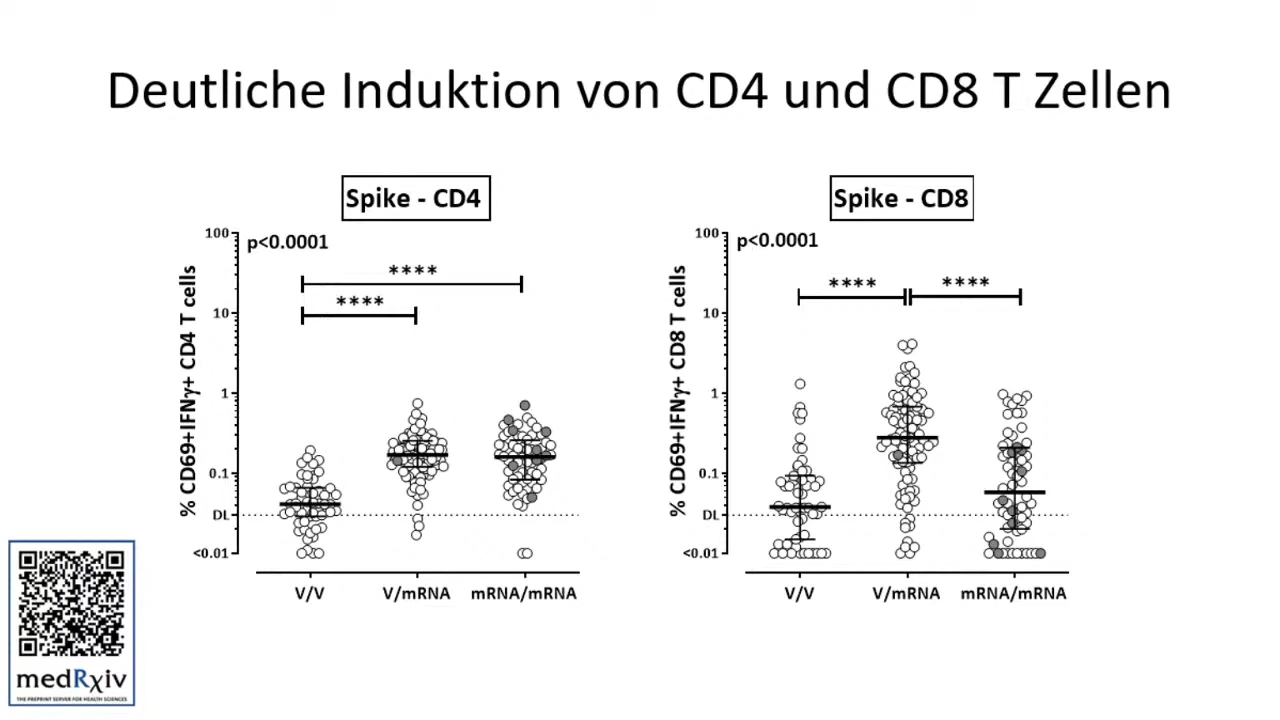 Deutliche Induktion von CD4 und CD8 T Zellen
Spike - CD4
p<0.0001
****
****
% CD69+IFNγ+ CD4 T cells
100
10
1
0.1
DL
<0.01
V/V
V/mRNA
mRNA/mRNA
Spike - CD8
p<0.0001
****
****
% CD69+IFNγ+ CD8 T cells
100
10
1
0.1
DL
<0.01
V/V
V/mRNA
mRNA/mRNA
medRxiv
THE PREPRINT SERVER FOR HEALTH SCIENCES